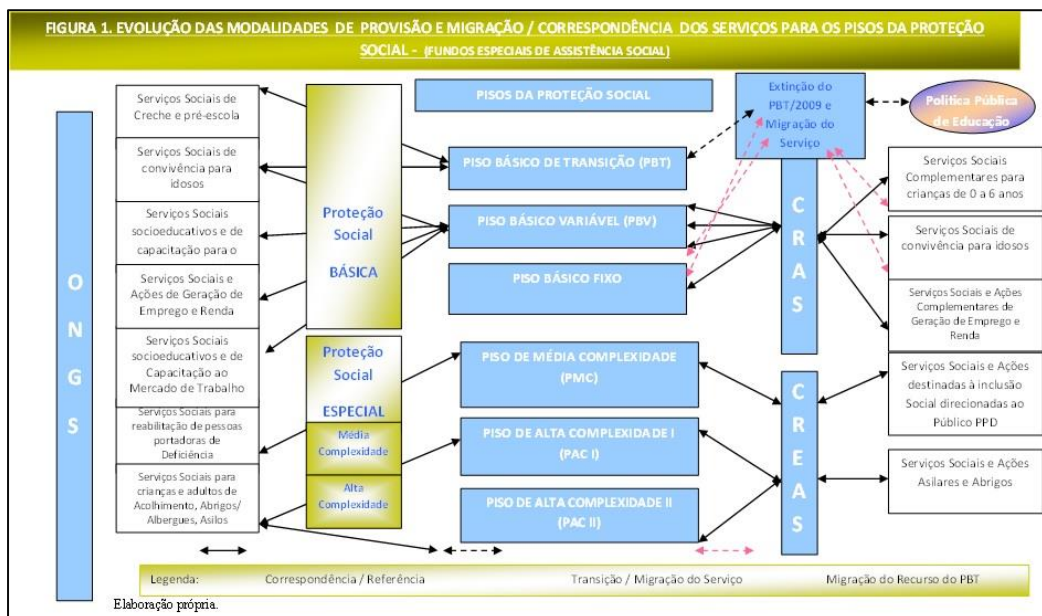 FIGURA 1. EVOLUÇÃO DAS MODALIDADES DE PROVISÃO E MIGRAÇÃO / CORRESPONDÊNCIA DOS SERVIÇOS PARA OS PISOS DA PROTEÇÃO
SOCIAL - (FUNDOS ESPECIAIS DE ASSISTÊNCIA SOCIAL)
ONGS
Serviços Sociais de
Creche e pré-escola
Serviços Sociais de
convivência para
idosos
Serviços Sociais
socioeducativos e de
capacitação para o
Serviços Sociais e
Ações de Geração de
Emprego e Renda
Serviços Sociais
socioeducativos e de
Capacitação ao
Mercado de Trabalho
Serviços Sociais para
reabilitação de pessoas
portadoras de
Deficiência
Serviços Sociais para
crianças e adultos de
Acolhimento, Abrigos/
Albergues, Asilos
Proteção
Social
BÁSICA
Proteção
Social
ESPECIAL
Média
Complexidade
Alta
Complexidade
PISOS DA PROTEÇÃO SOCIAL
PISO BÁSICO DE TRANSIÇÃO (PBT)
PISO BÁSICO VARIÁVEL (PBV)
PISO BÁSICO FIXO
PISO DE MÉDIA COMPLEXIDADE
(PMC)
PISO DE ALTA COMPLEXIDADE I
(PAC I)
PISO DE ALTA COMPLEXIDADE II
(PAC II)
Extinção do
PBT/2009 e
Migração do
Serviço
CRAS
CREAS
Política Pública
de Educação
Serviços Sociais
Complementares para
crianças de 0 a 6 anos
Serviços Sociais de
convivência para idosos
Serviços Sociais e Ações
Complementares de
Geração de Emprego e
Renda
Serviços Sociais e Ações
destinadas à inclusão
Social direcionadas ao
Público PPD
Serviços Sociais e Ações
Asilares e Abrigos
Legenda: Correspondência / Referência Transição / Migração do Serviço Migração do Recurso do PBT
Elaboração própria.